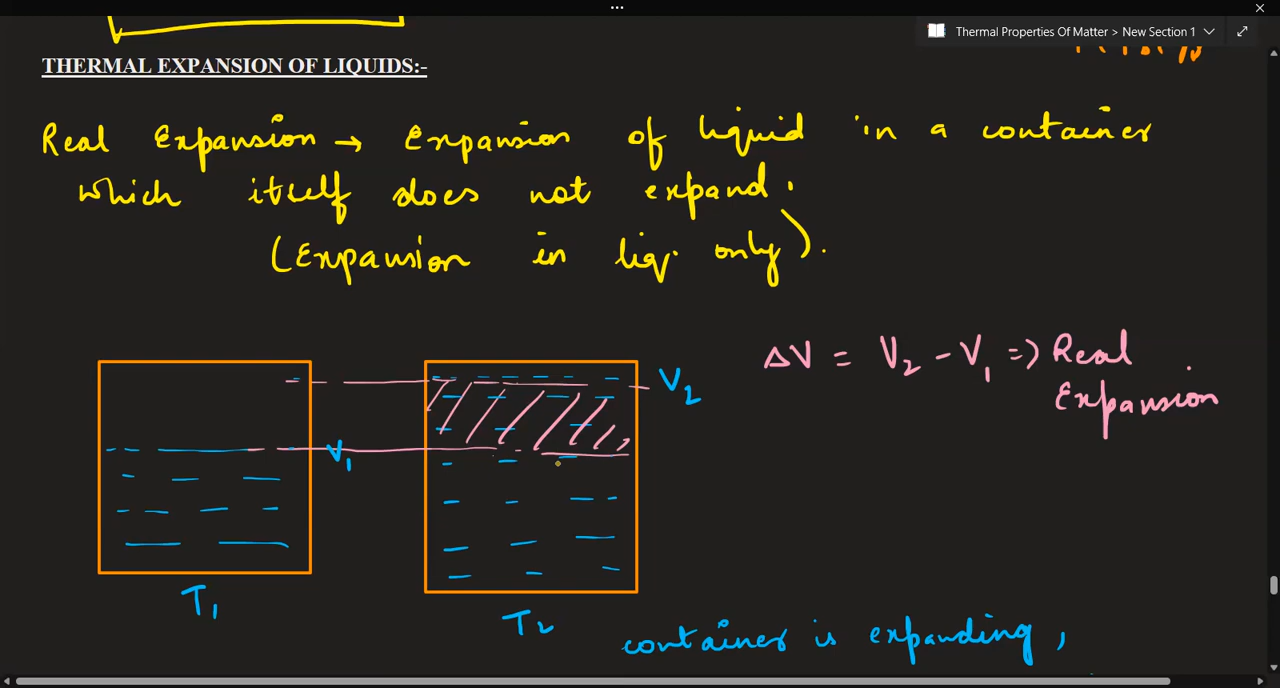 Thermal Properties Of Matter > New Section 1
THERMAL EXPANSION OF LIQUIDS:-
Real Expansion → Expansion of liquid in a container
which itself does not expand.
(Expansion in liq. only).
ΔV = V₂ - V₁ => Real
Expansion
V₂
V₁
T₁
T₂
container is expanding,